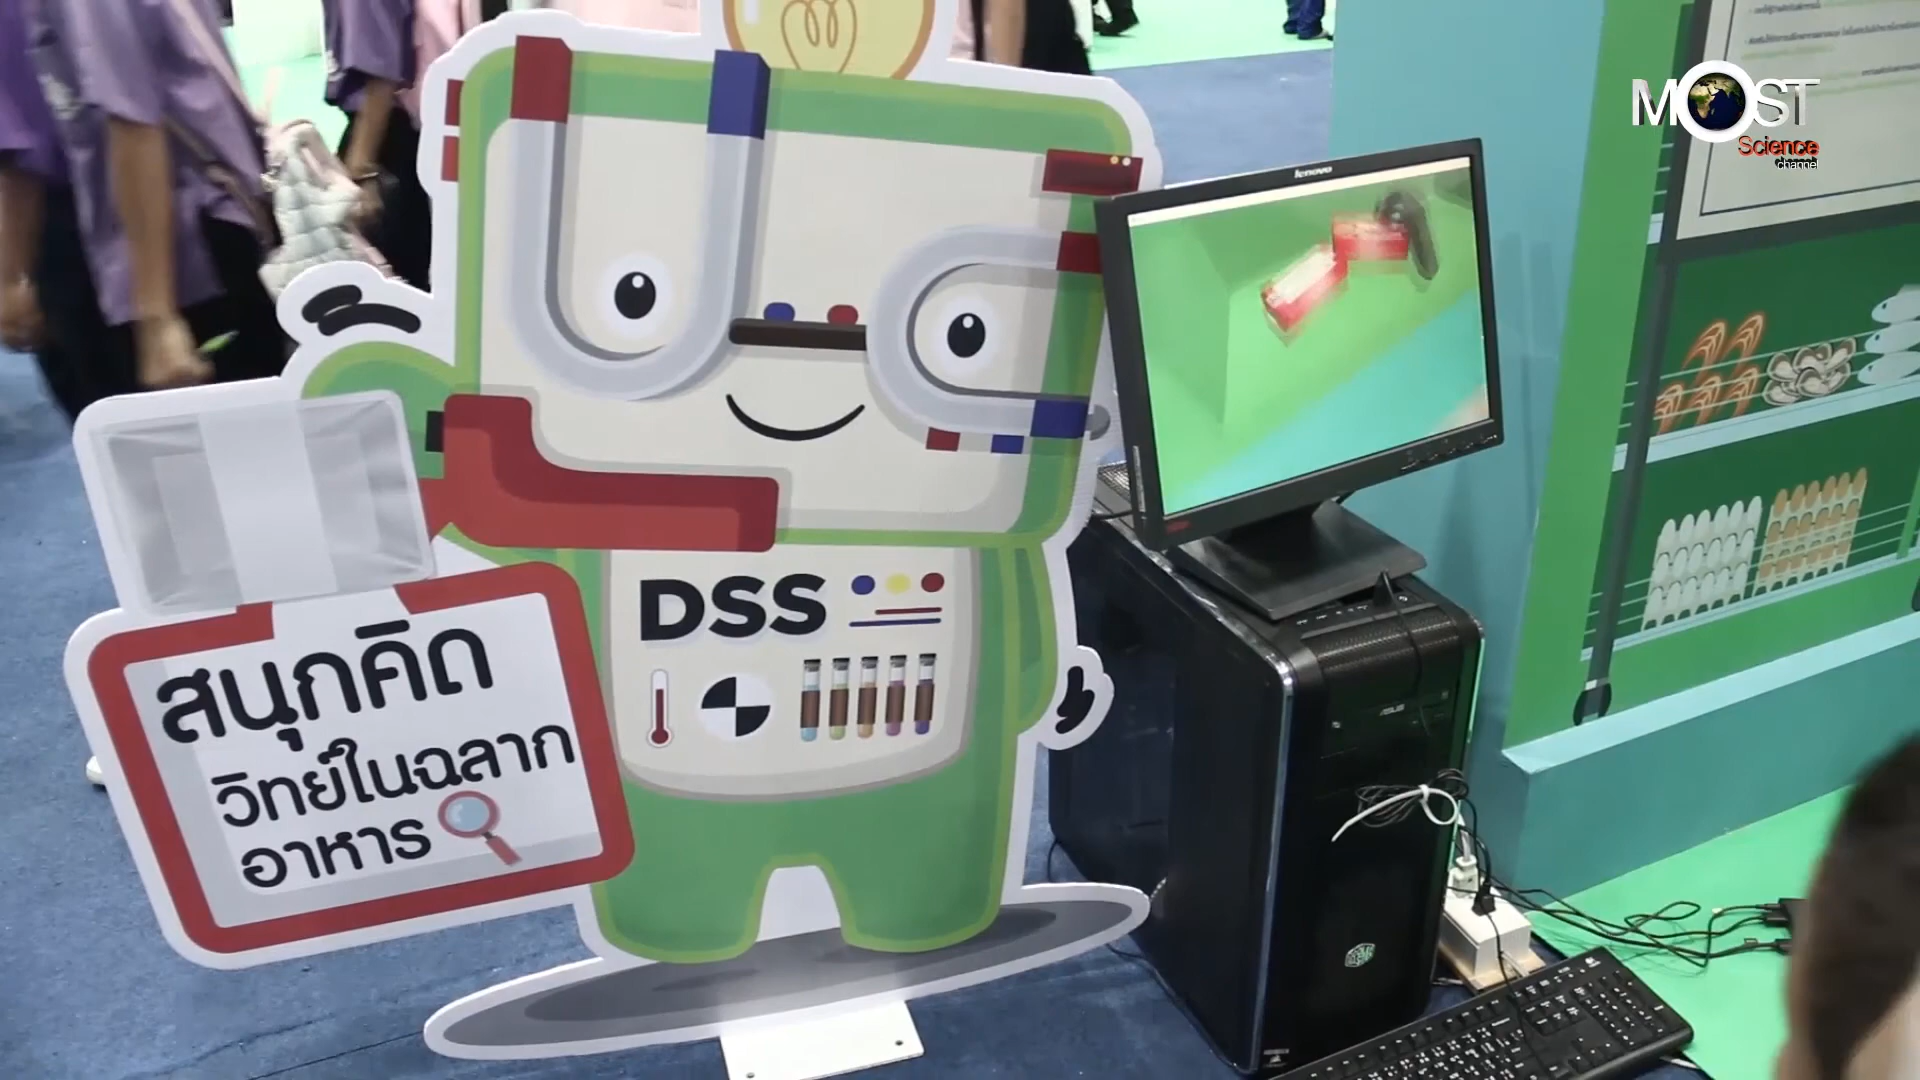 MOST
Science
channel
lenovo
DSS
สนุกคิด
วิทย์ในฉลาก
อาหาร
ASUS